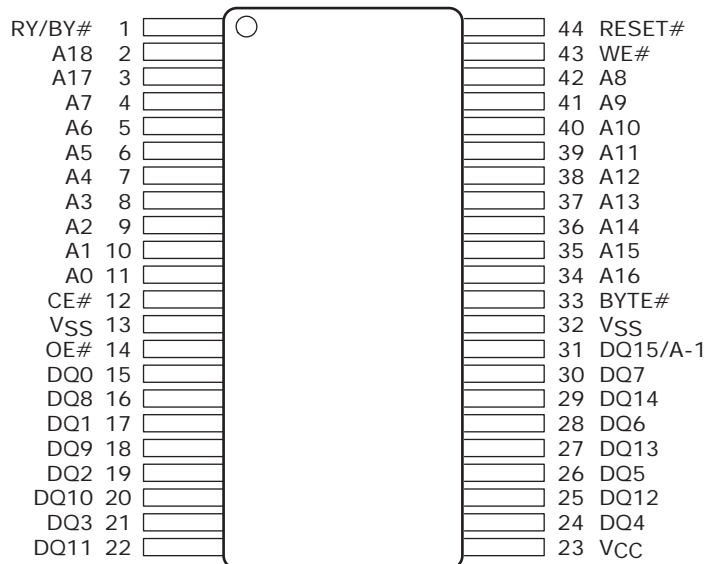 RY/BY# 1 44 RESET#
A18 2 43 WE#
A17 3 42 A8
A7 4 41 A9
A6 5 40 A10
A5 6 39 A11
A4 7 38 A12
A3 8 37 A13
A2 9 36 A14
A1 10 35 A15
A0 11 34 A16
CE# 12 33 BYTE#
VSS 13 32 VSS
OE# 14 31 DQ15/A-1
DQ0 15 30 DQ7
DQ8 16 29 DQ14
DQ1 17 28 DQ6
DQ9 18 27 DQ13
DQ2 19 26 DQ5
DQ10 20 25 DQ12
DQ3 21 24 DQ4
DQ11 22 23 VCC